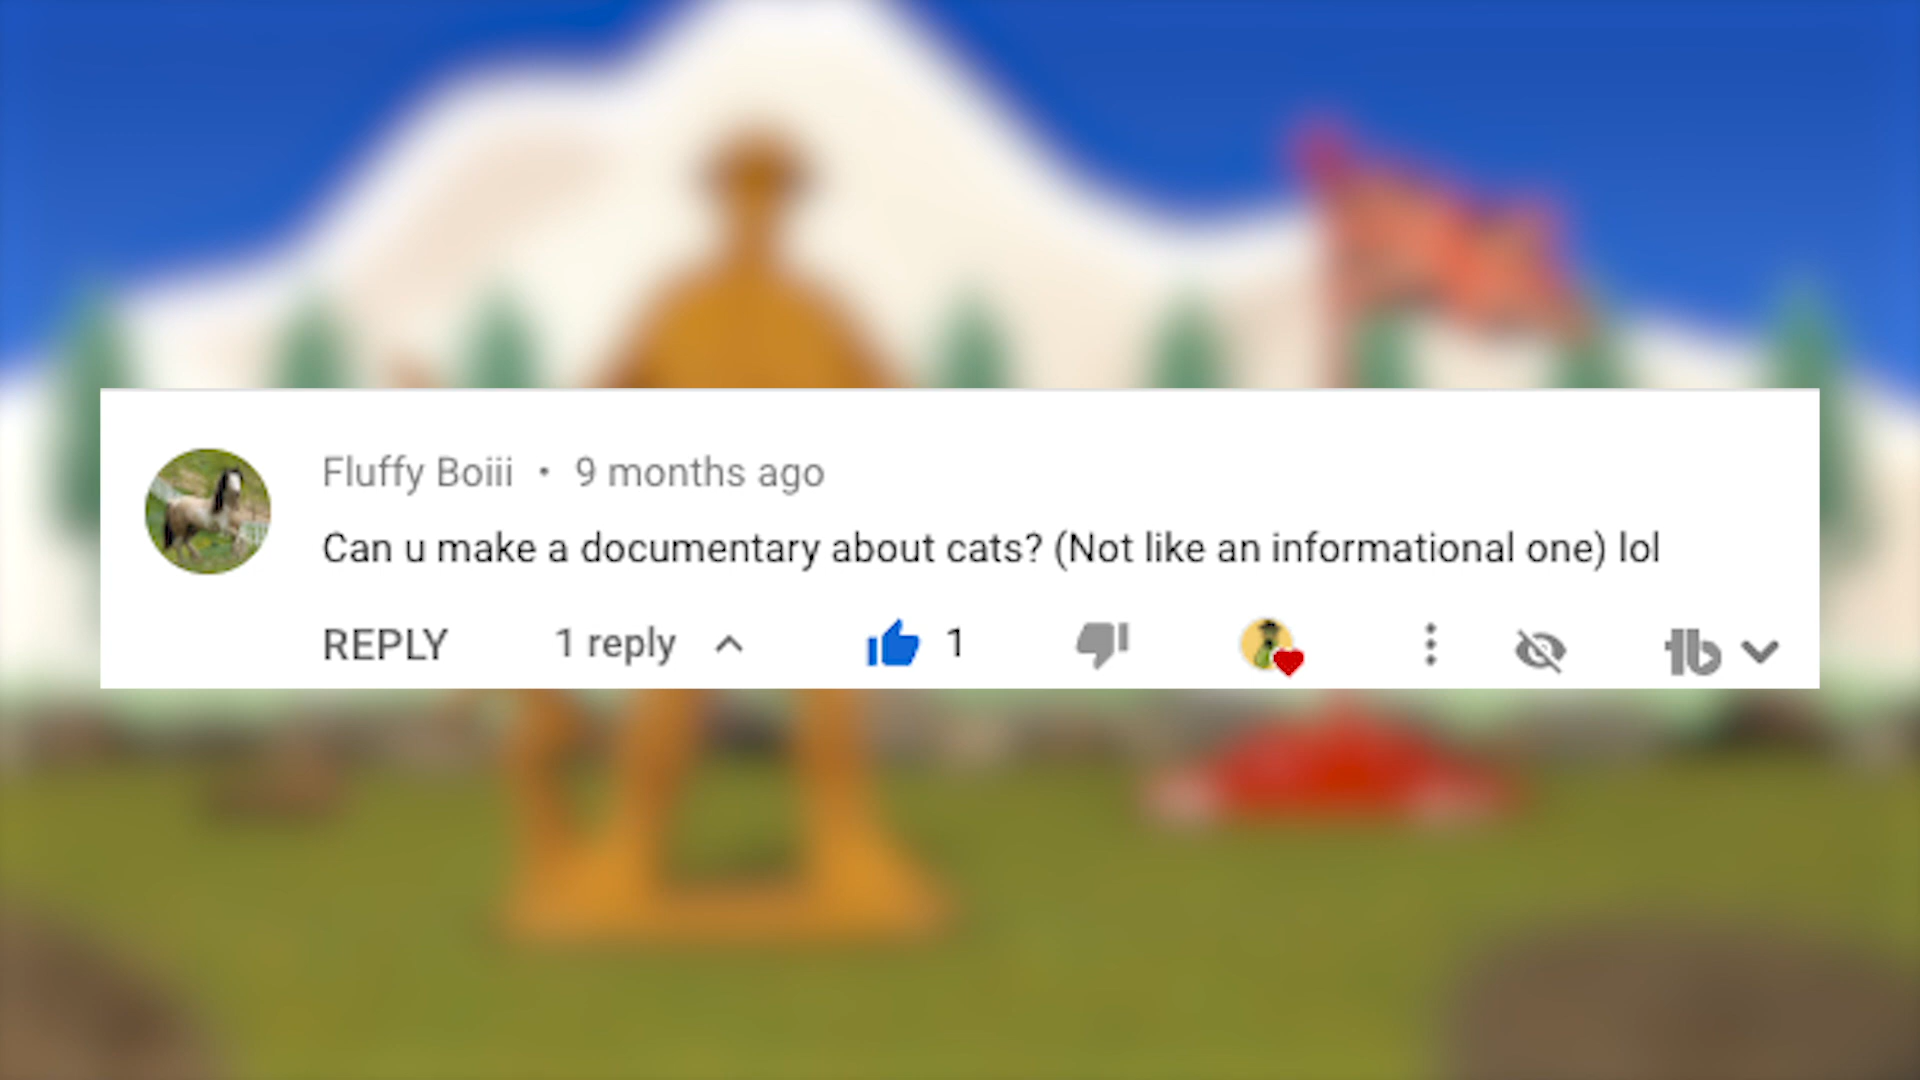 Fluffy Boiii • 9 months ago
Can u make a documentary about cats? (Not like an informational one) lol
REPLY 1 reply 1 tb